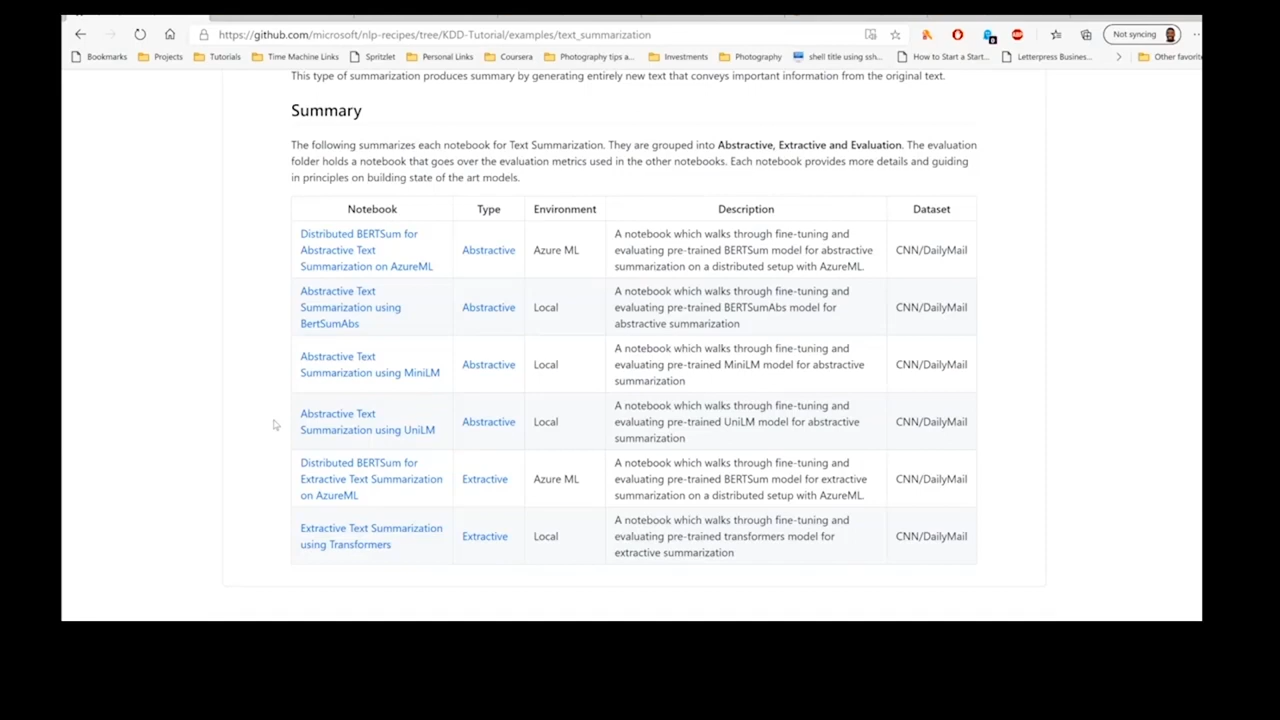 https://github.com/microsoft/nlp-recipes/tree/KDD-Tutorial/examples/text_summarization
Not syncing
Bookmarks
Projects
Tutorials
Time Machine Links
Spritzlet
Personal Links
Coursera
Photography tips a...
Investments
Photography
shell title using ssh...
How to Start a Start...
Letterpress Busines...
Other favorite
This type of summarization produces summary by generating entirely new text that conveys important information from the original text.
Summary
The following summarizes each notebook for Text Summarization. They are grouped into Abstractive, Extractive and Evaluation. The evaluation
folder holds a notebook that goes over the evaluation metrics used in the other notebooks. Each notebook provides more details and guiding
in principles on building state of the art models.
Notebook Type Environment Description Dataset
Distributed BERTSum for
Abstractive Text
Summarization on AzureML
Abstractive
Azure ML
A notebook which walks through fine-tuning and
evaluating pre-trained BERTSum model for abstractive
summarization on a distributed setup with AzureML.
CNN/DailyMail
Abstractive Text
Summarization using
BertSumAbs
Abstractive
Local
A notebook which walks through fine-tuning and
evaluating pre-trained BERTSumAbs model for
abstractive summarization
CNN/DailyMail
Abstractive Text
Summarization using MiniLM
Abstractive
Local
A notebook which walks through fine-tuning and
evaluating pre-trained MiniLM model for abstractive
summarization
CNN/DailyMail
Abstractive Text
Summarization using UniLM
Abstractive
Local
A notebook which walks through fine-tuning and
evaluating pre-trained UniLM model for abstractive
summarization
CNN/DailyMail
Distributed BERTSum for
Extractive Text Summarization
on AzureML
Extractive
Azure ML
A notebook which walks through fine-tuning and
evaluating pre-trained BERTSum model for extractive
summarization on a distributed setup with AzureML.
CNN/DailyMail
Extractive Text Summarization
using Transformers
Extractive
Local
A notebook which walks through fine-tuning and
evaluating pre-trained transformers model for
extractive summarization
CNN/DailyMail